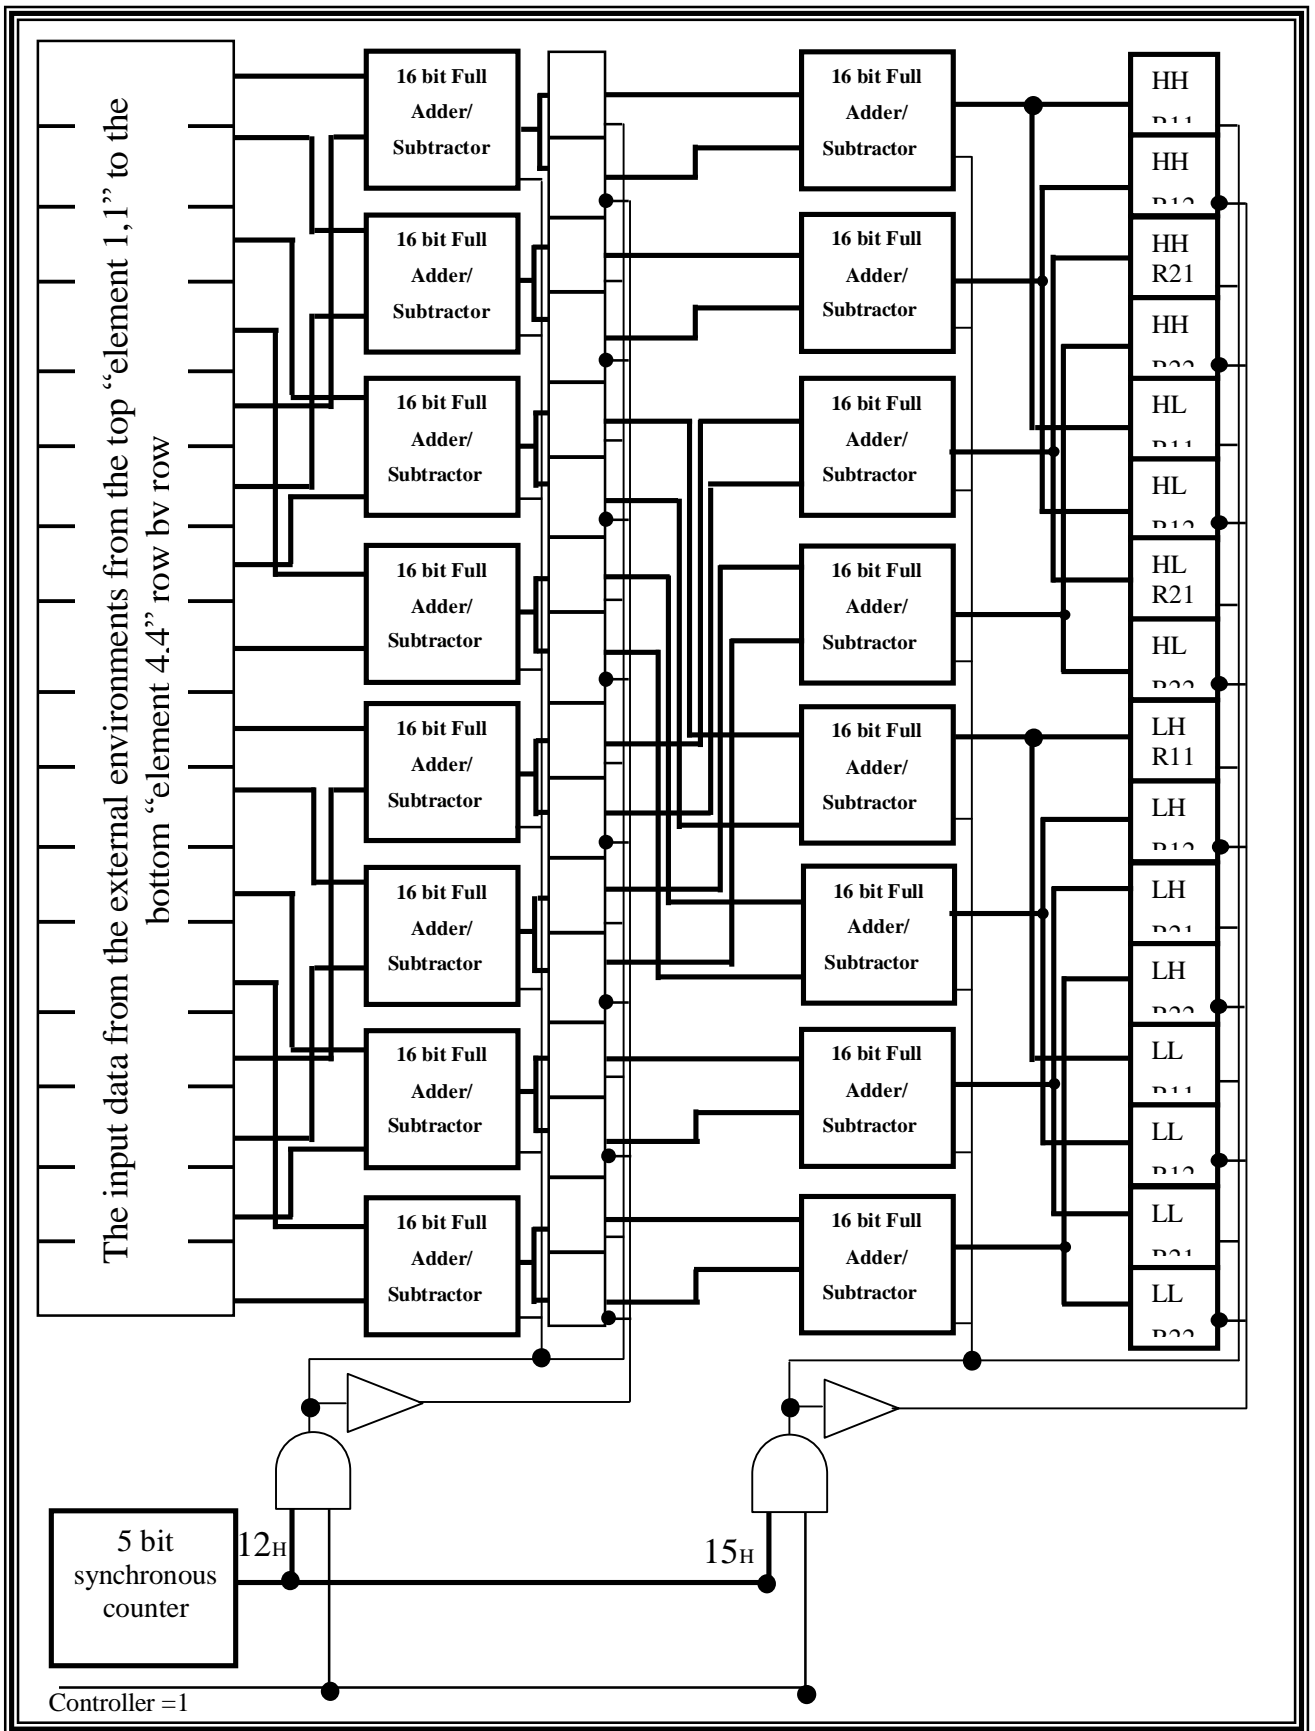 The input data from the external environments from the top “element 1,1” to the
bottom “element 4.4” row by row
16 bit Full
Adder/
Subtractor
16 bit Full
Adder/
Subtractor
16 bit Full
Adder/
Subtractor
16 bit Full
Adder/
Subtractor
16 bit Full
Adder/
Subtractor
16 bit Full
Adder/
Subtractor
16 bit Full
Adder/
Subtractor
16 bit Full
Adder/
Subtractor
16 bit Full
Adder/
Subtractor
16 bit Full
Adder/
Subtractor
16 bit Full
Adder/
Subtractor
16 bit Full
Adder/
Subtractor
16 bit Full
Adder/
Subtractor
16 bit Full
Adder/
Subtractor
16 bit Full
Adder/
Subtractor
16 bit Full
Adder/
Subtractor
HH
HH
HH
R21
HH
HL
HL
HL
R21
HL
LH
R11
LH
LH
LH
LL
LL
LL
LL
5 bit
synchronous
counter
12H
15H
Controller =1